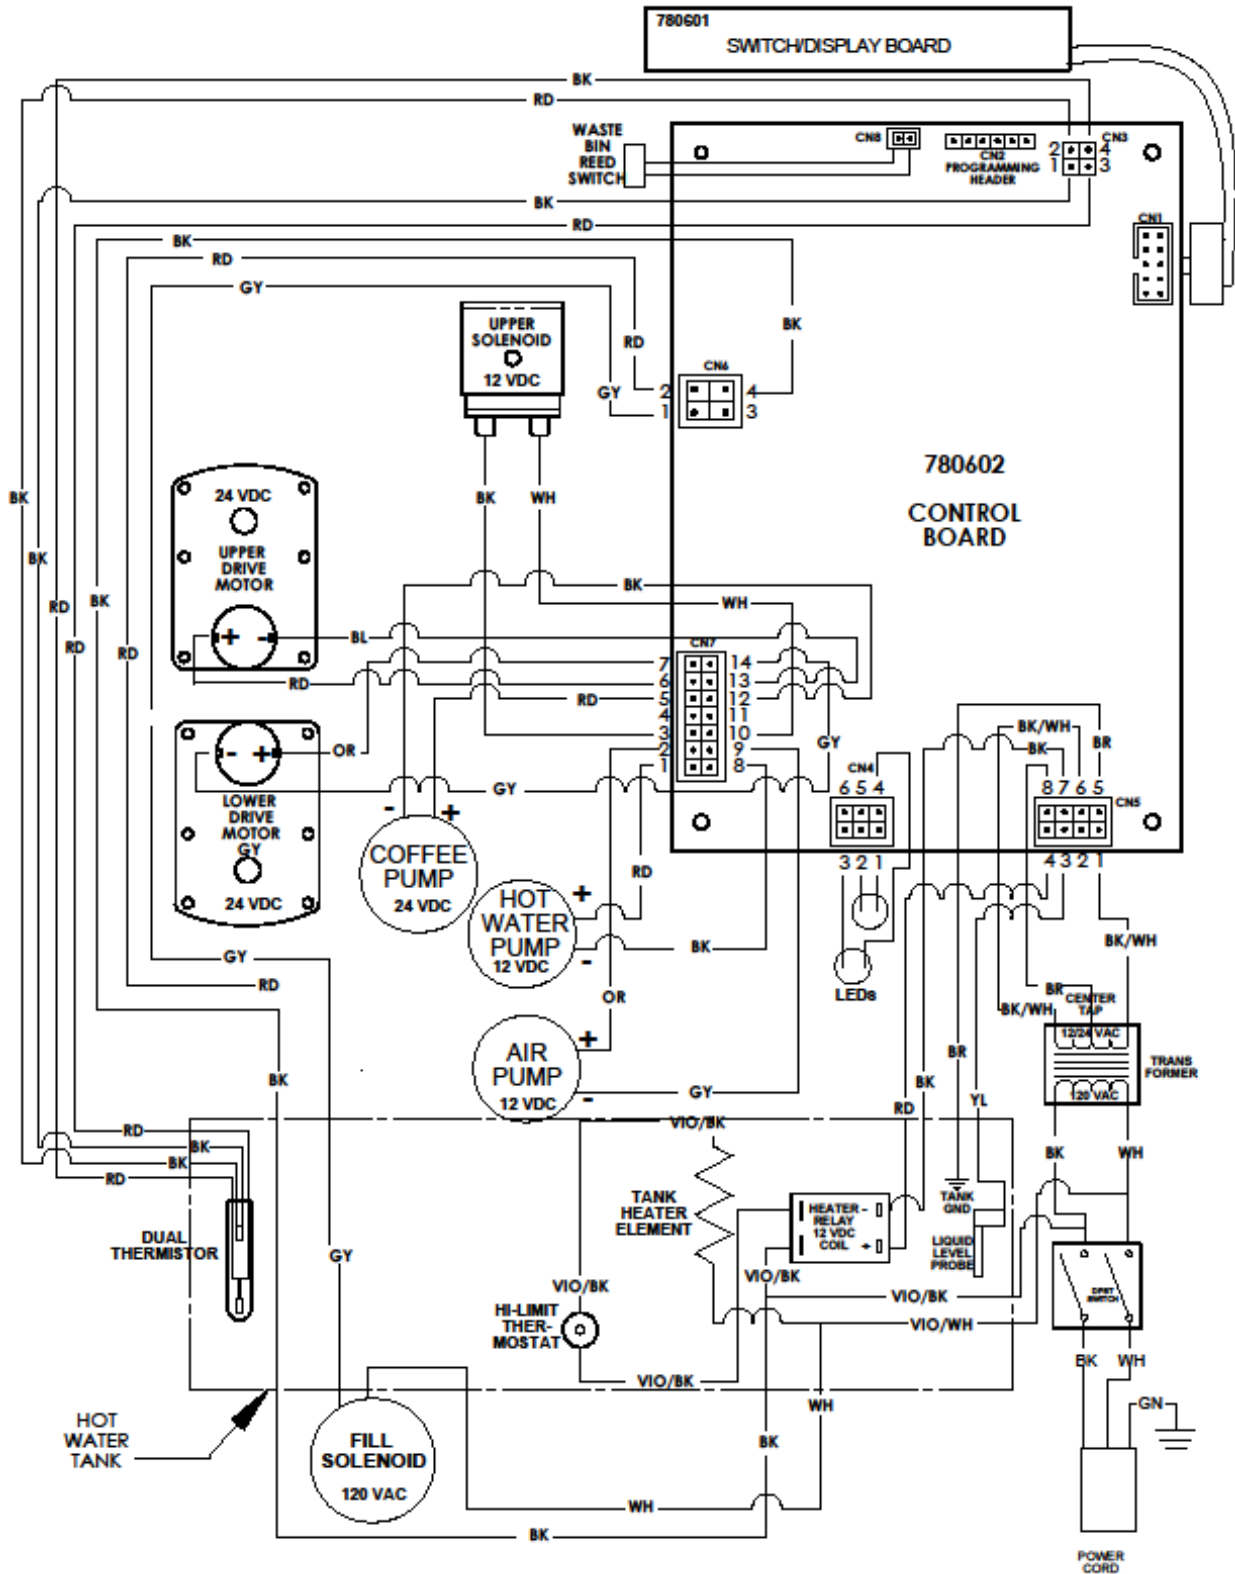 780601
SWITCH/DISPLAY BOARD
BK
RD
WASTE
BIN
REED
SWITCH
CN8
CN2
PROGRAMMING
HEADER
CN3
2 4
1 3
BK
RD
BK
RD
GY
CN1
UPPER
SOLENOID
12 VDC
RD
BK
GY
CN6
2 4
1 3
780602
CONTROL
BOARD
24 VDC
UPPER
DRIVE
MOTOR
+ -
BK
WH
BK
BK
RD
BK
RD
RD
BK
WH
BL
RD
RD
CN7
7 14
6 13
5 12
4 11
3 10
2 9
1 8
- +
OR
LOWER
DRIVE
MOTOR
GY
24 VDC
GY
GY
BK/WH
BK
BR
CN4
6 5 4
3 2 1
8 7 6 5
CN5
4 3 2 1
- +
COFFEE
PUMP
24 VDC
RD
HOT
WATER
PUMP
12 VDC
+
-
BK
LEDs
BK/WH
GY
RD
OR
BR
CENTER
TAP
BK/WH
12/24 VAC
TRANS
FORMER
120 VAC
AIR
PUMP
12 VDC
+
-
GY
BK
BR
BK
RD
YL
VIO/BK
RD
BK
BK
RD
BK
WH
DUAL
THERMISTOR
GY
TANK
HEATER
ELEMENT
HEATER -
RELAY
12 VDC
COIL +
TANK
GND
LIQUID
LEVEL
PROBE
VIO/BK
VIO/BK
VIO/BK
VIO/WH
DPST
SWITCH
HI-LIMIT
THER-
MOSTAT
VIO/BK
BK WH
WH
GN
HOT
WATER
TANK
FILL
SOLENOID
120 VAC
BK
WH
BK
POWER
CORD